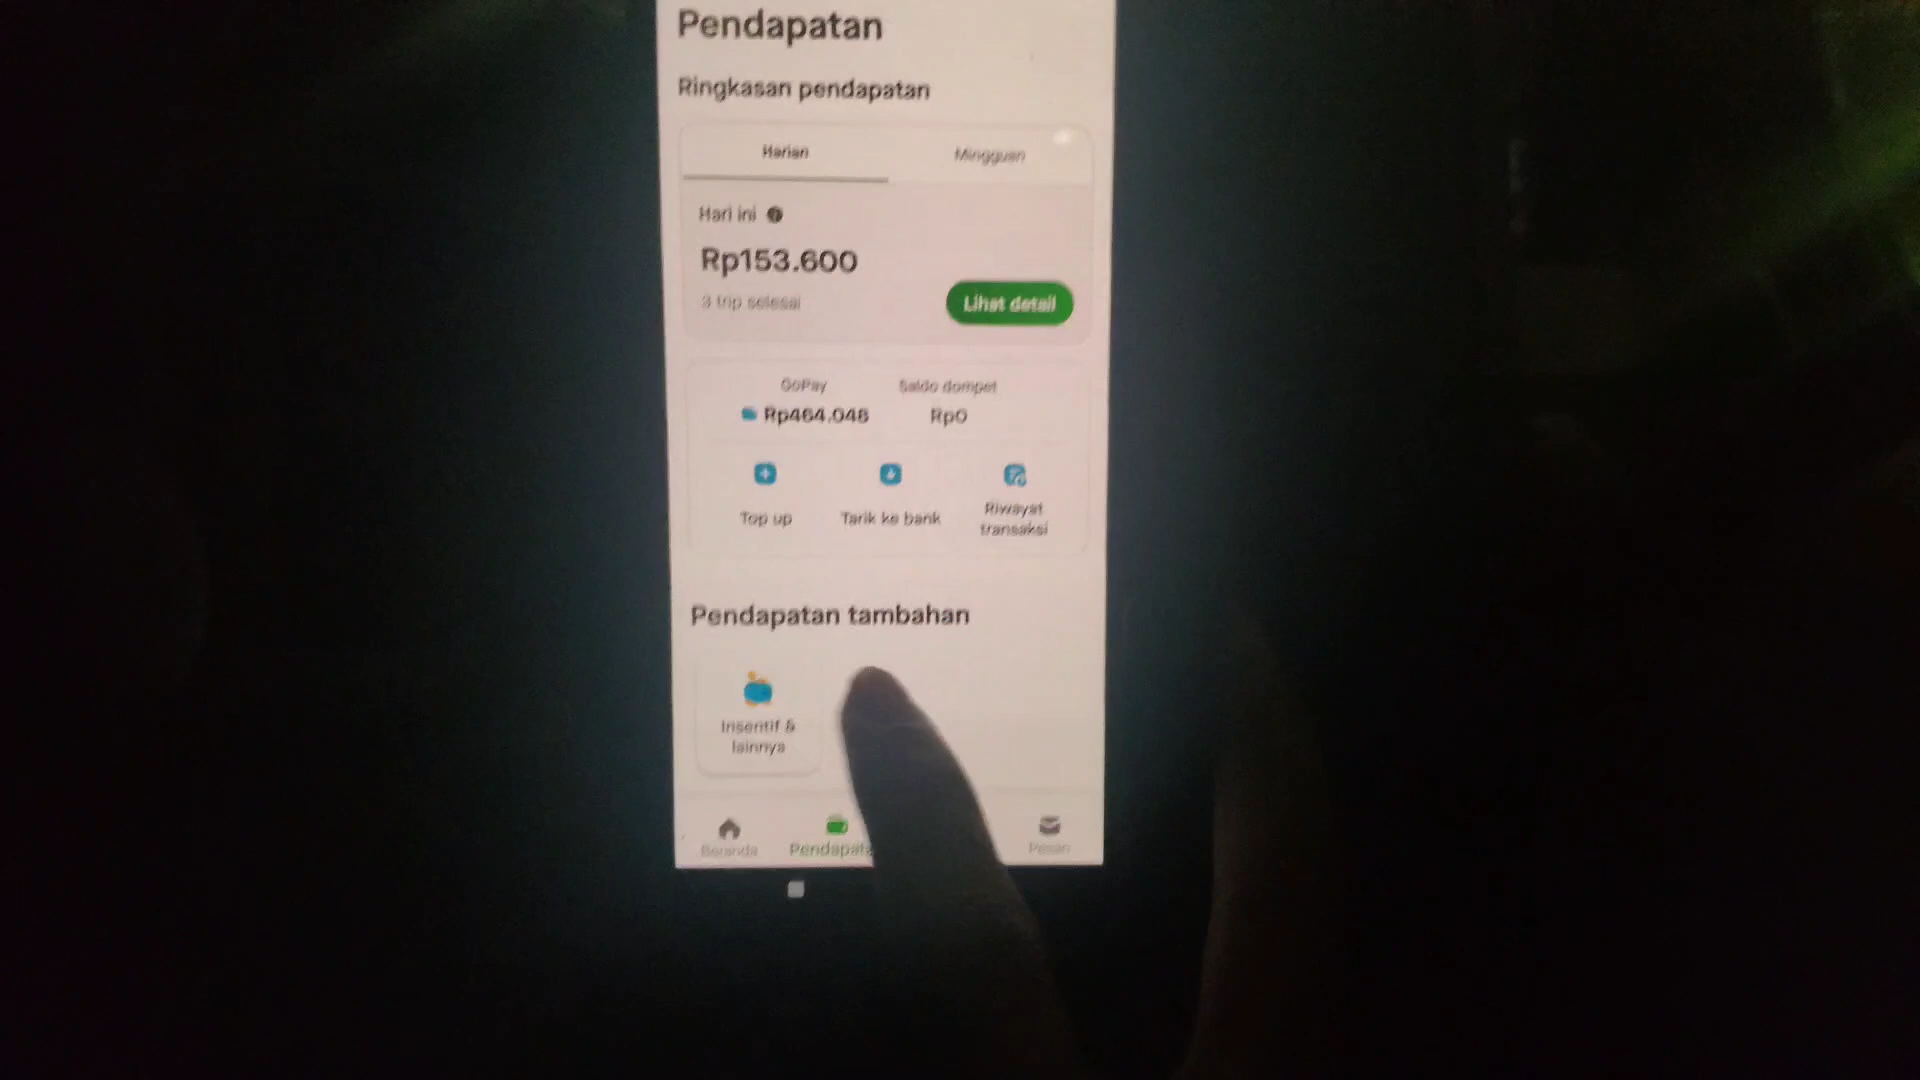 Pendapatan
Ringkasan pendapatan
Harian
Mingguan
Hari ini
Rp153.600
3 trip selesai
Lihat detail
GoPay
Saldo dompet
Rp464.048
Rp0
Top up
Tarik ke bank
Riwayat
transaksi
Pendapatan tambahan
Insentif &
lainnya
Beranda
Pendapata
Pesan